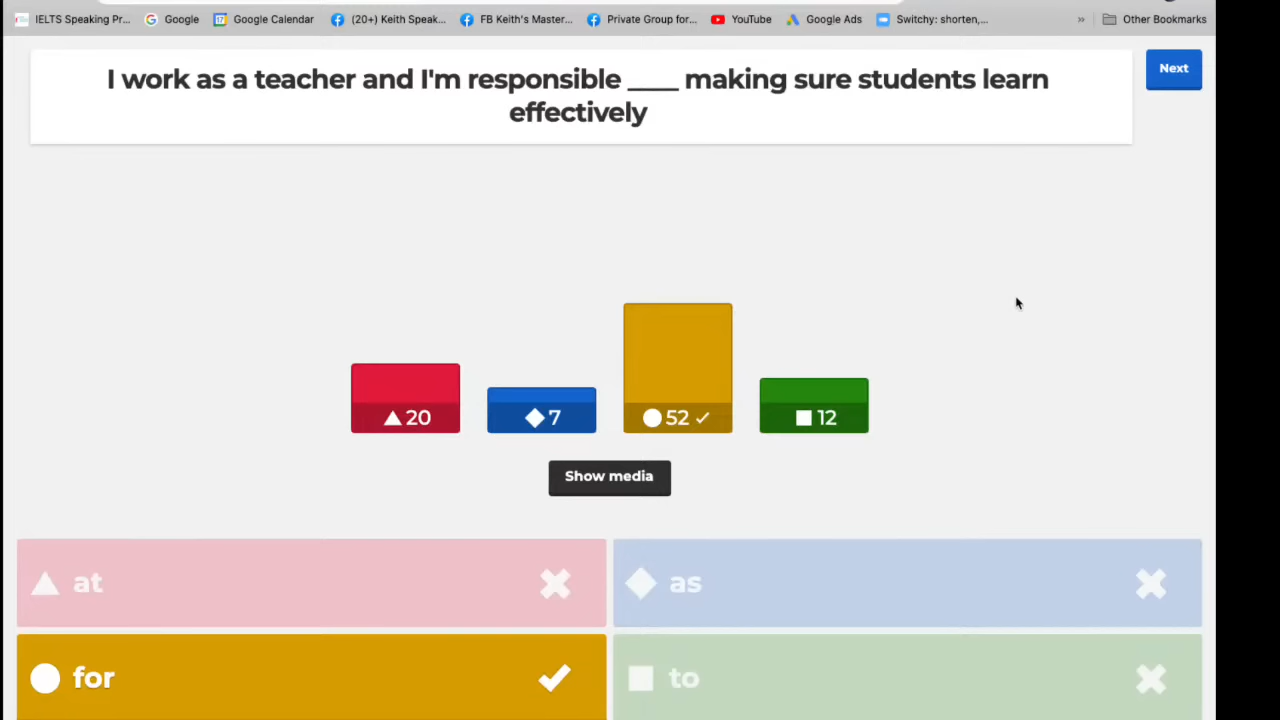 IELTS Speaking Pr... Google Google Calendar (20+) Keith Speak... FB Keith's Master... Private Group for... YouTube Google Ads Switchy: shorten,... » Other Bookmarks
I work as a teacher and I'm responsible ____ making sure students learn
effectively
Next
20 7 52 12
Show media
at as
for to